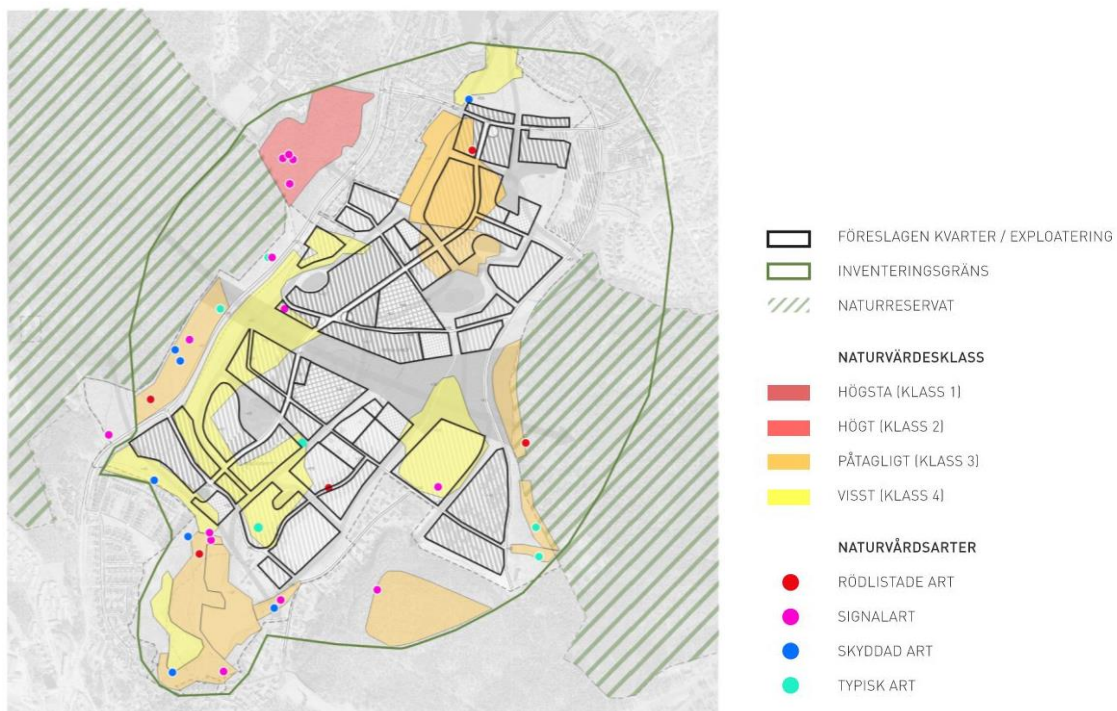 FÖRESLAGEN KVARTER / EXPLOATERING
INVENTERINGSGRÄNS
NATURRESERVAT
NATURVÄRDESKLASS
HÖGSTA (KLASS 1)
HÖGT (KLASS 2)
PÅTAGLIGT (KLASS 3)
VISST (KLASS 4)
NATURVÅRDSARTER
RÖDLISTADE ART
SIGNALART
SKYDDAD ART
TYPISK ART